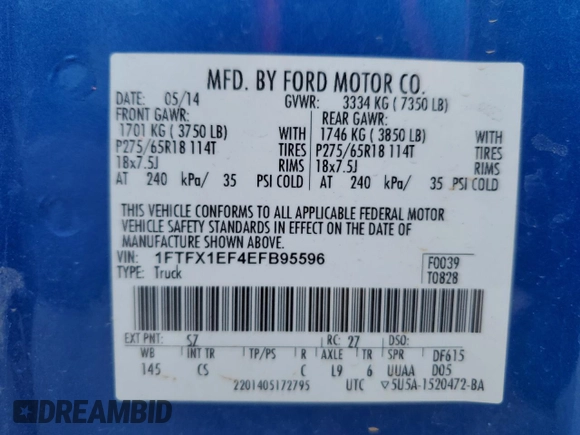 MFD. BY FORD MOTOR CO.
DATE: 05/14 GVWR: 3334 KG ( 7350 LB)
FRONT GAWR: REAR GAWR:
1701 KG ( 3750 LB) WITH 1746 KG ( 3850 LB) WITH
P275/65R18 114T TIRES P275/65R18 114T TIRES
18x7.5J RIMS 18x7.5J RIMS
AT 240 kPa/ 35 PSI COLD AT 240 kPa/ 35 PSI COLD
THIS VEHICLE CONFORMS TO ALL APPLICABLE FEDERAL MOTOR
VEHICLE SAFETY STANDARDS IN EFFECT ON THE DATE OF
MANUFACTURE SHOWN ABOVE.
VIN: 1FTFX1EF4EFB95596 F0039
TYPE: Truck T0828
EXT PNT: SZ RC: 27 DSO:
WB INT TR TP/PS R AXLE TR SPR DF615
145 CS C L9 6 UUAA D05
2201405172795 UTC ▽5U5A-1520472-BA
DREAMBID